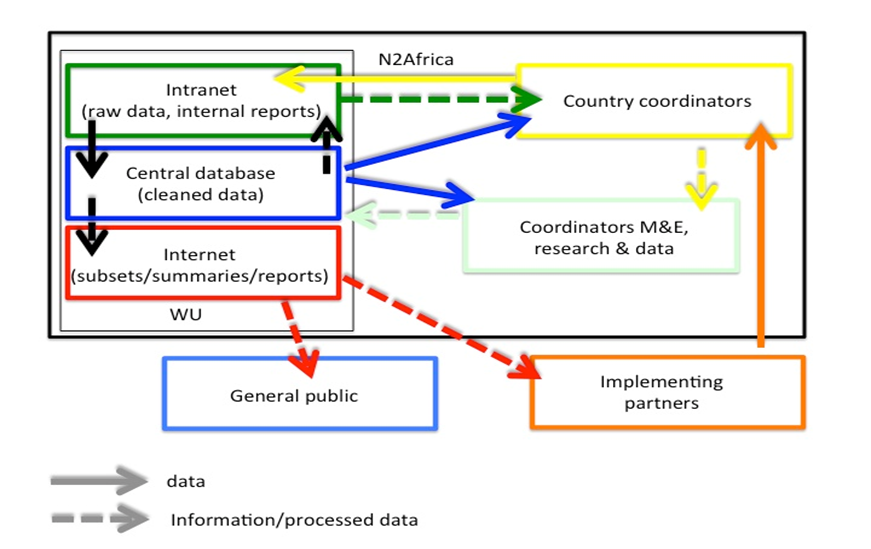 N2Africa
Intranet
(raw data, internal reports)
Country coordinators
Central database
(cleaned data)
Coordinators M&E,
research & data
Internet
(subsets/summaries/reports)
WU
General public
Implementing
partners
data
Information/processed data